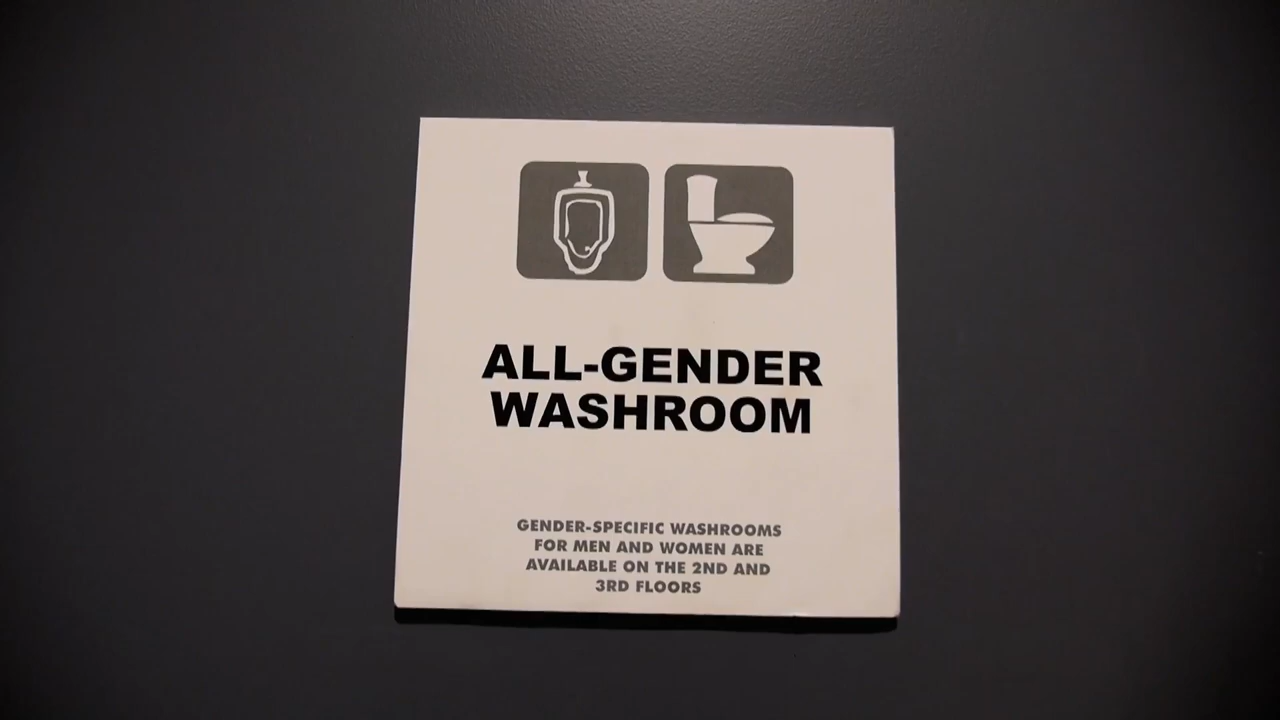 ALL-GENDER
WASHROOM
GENDER-SPECIFIC WASHROOMS
FOR MEN AND WOMEN ARE
AVAILABLE ON THE 2ND AND
3RD FLOORS